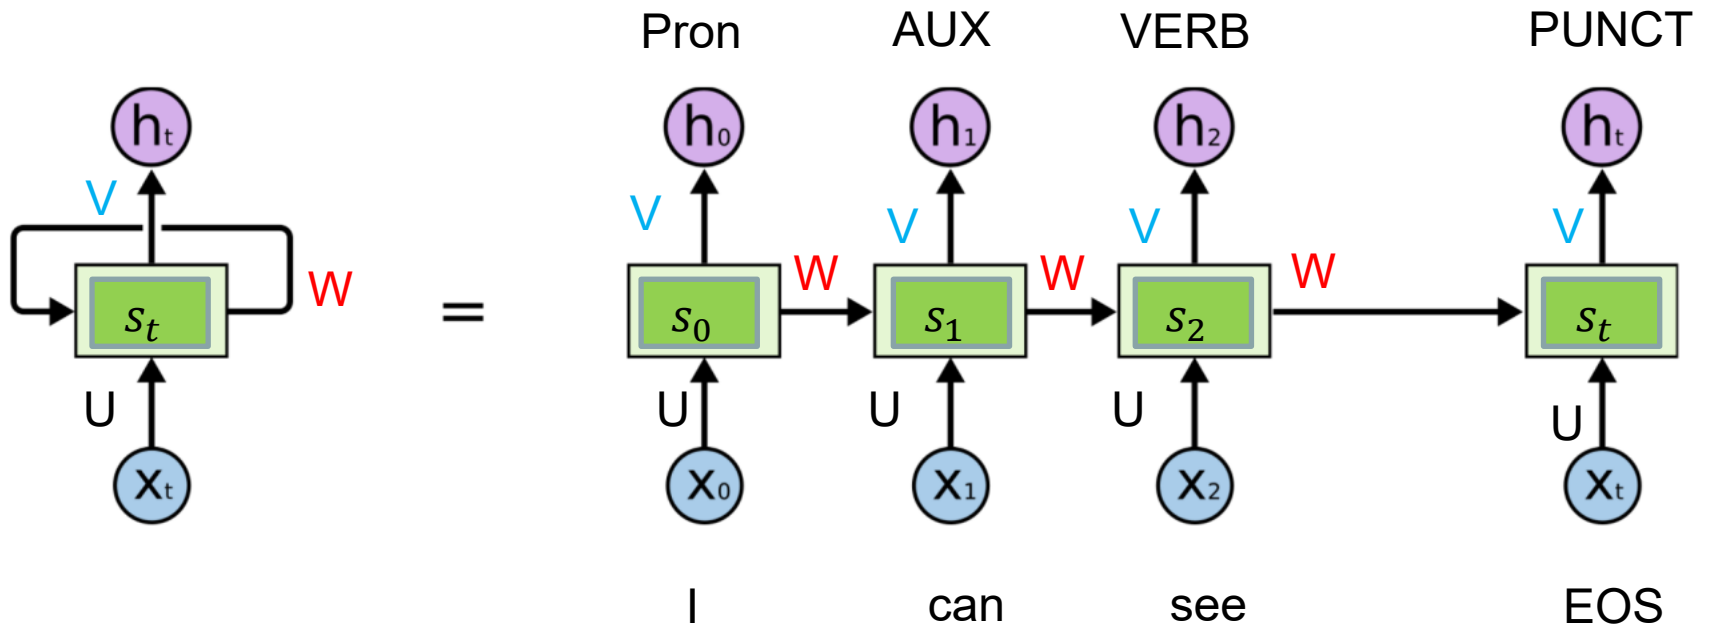 Pron AUX VERB PUNCT
hₜ h₀ h₁ h₂ hₜ
V V V V V
W W W W
sₜ = s₀ s₁ s₂ sₜ
U U U U U
xₜ x₀ x₁ x₂ xₜ
I can see EOS